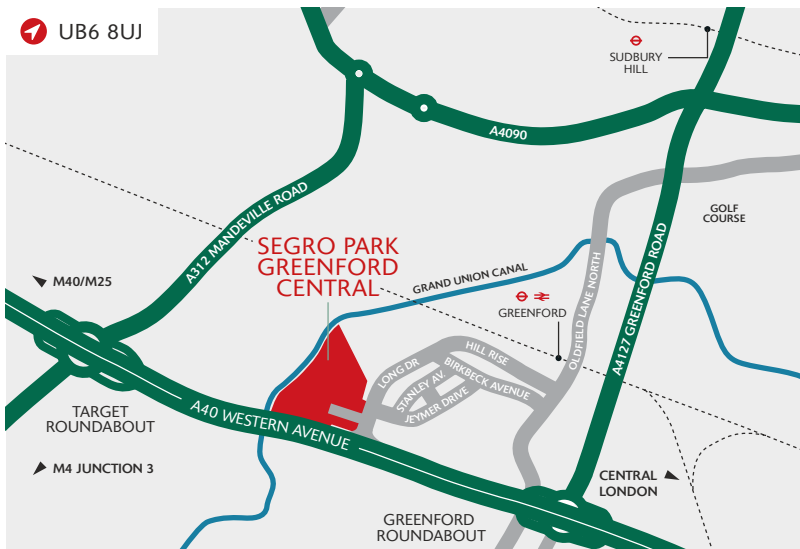 UB6 8UJ
SUDBURY
HILL
A4090
A312 MANDEVILLE ROAD
GOLF
COURSE
SEGRO PARK
GREENFORD
CENTRAL
M40/M25
GRAND UNION CANAL
GREENFORD
OLDFIELD LANE NORTH
A4127 GREENFORD ROAD
HILL RISE
LONG DR
STANLEY AV.
BIRKBECK AVENUE
JEYMER DRIVE
TARGET
ROUNDABOUT
A40 WESTERN AVENUE
M4 JUNCTION 3
CENTRAL
LONDON
GREENFORD
ROUNDABOUT